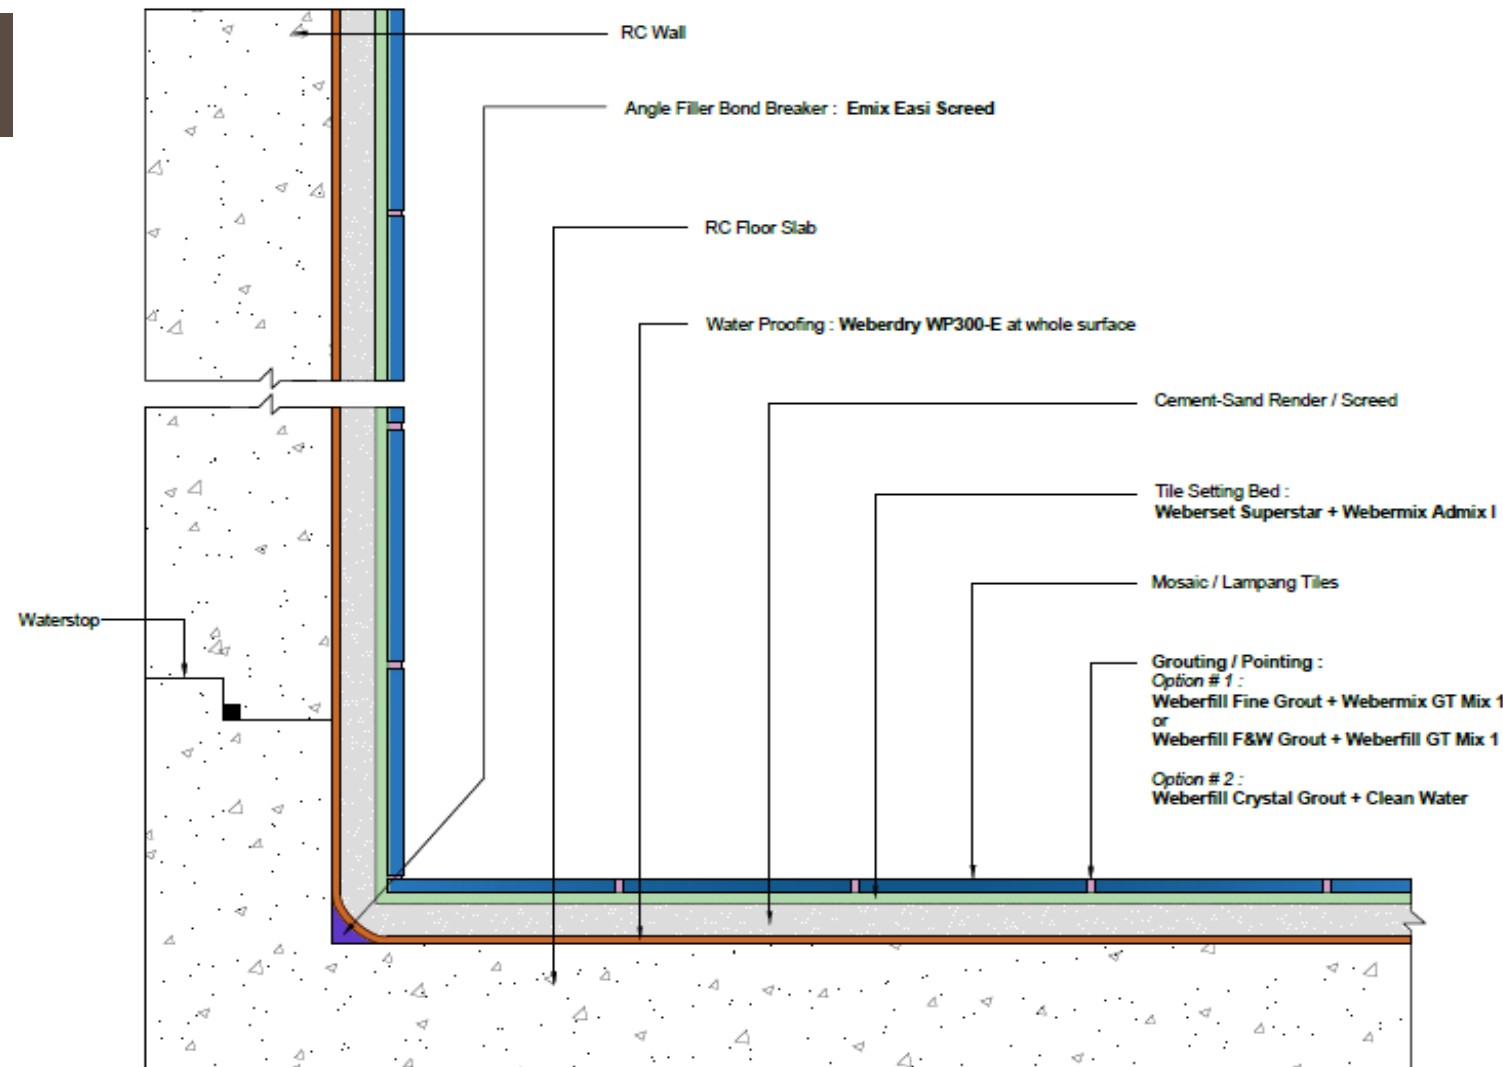 RC Wall
Angle Filler Bond Breaker : Emix Easi Screed
RC Floor Slab
Water Proofing : Weberdry WP300-E at whole surface
Cement-Sand Render / Screed
Tile Setting Bed :
Weberset Superstar + Webermix Admix I
Mosaic / Lampang Tiles
Waterstop
Grouting / Pointing :
Option # 1 :
Weberfill Fine Grout + Webermix GT Mix 1
or
Weberfill F&W Grout + Weberfill GT Mix 1
Option # 2 :
Weberfill Crystal Grout + Clean Water